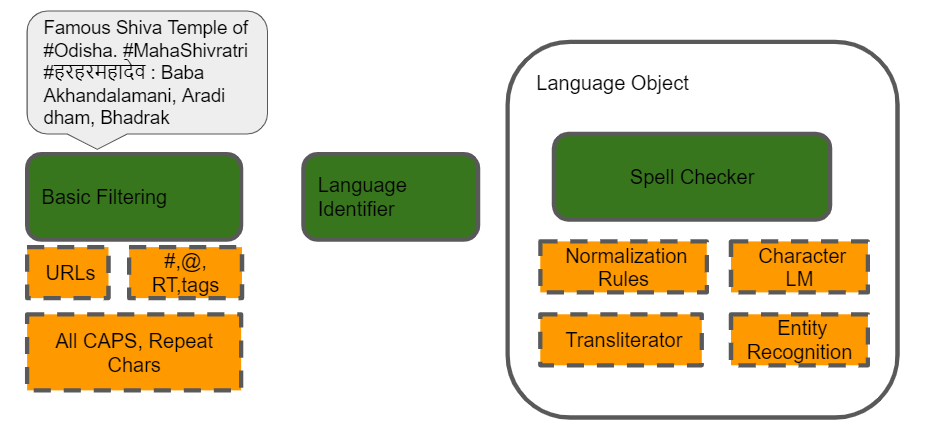 Famous Shiva Temple of
#Odisha. #MahaShivratri
#हरहरमहादेव : Baba
Akhandalamani, Aradi
dham, Bhadrak
Basic Filtering
URLs
#,@,
RT,tags
All CAPS, Repeat
Chars
Language
Identifier
Language Object
Spell Checker
Normalization
Rules
Character
LM
Transliterator
Entity
Recognition